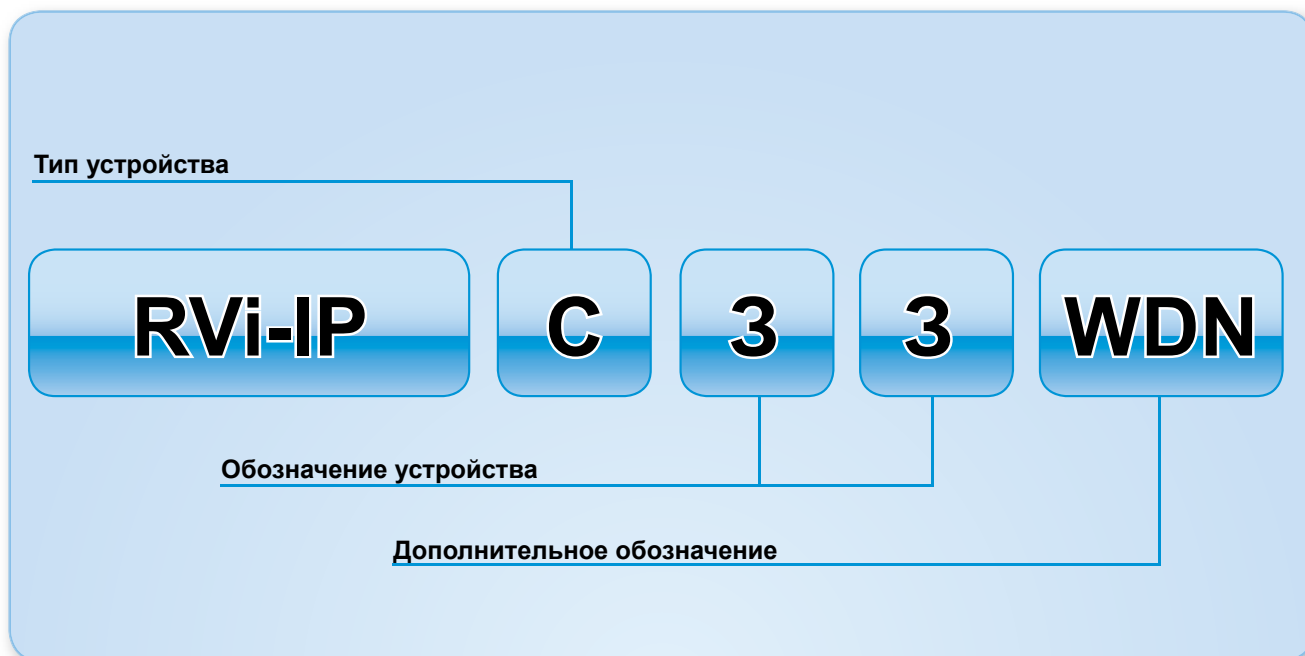 Тип устройства
RVi-IP C 3 3 WDN
Обозначение устройства
Дополнительное обозначение